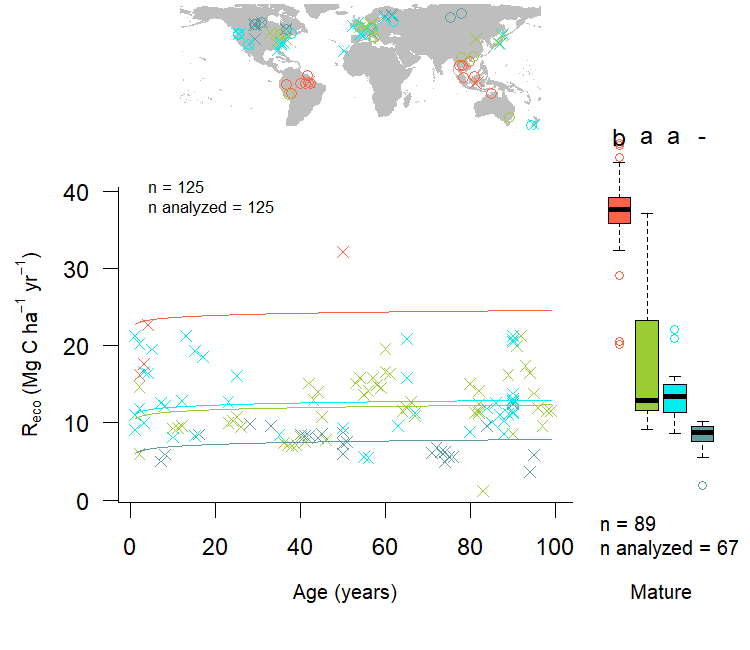 b a a -
n = 125
n analyzed = 125
40
30
20
10
0
Reco (Mg C ha−1 yr−1)
0 20 40 60 80 100
Age (years)
n = 89
n analyzed = 67
Mature